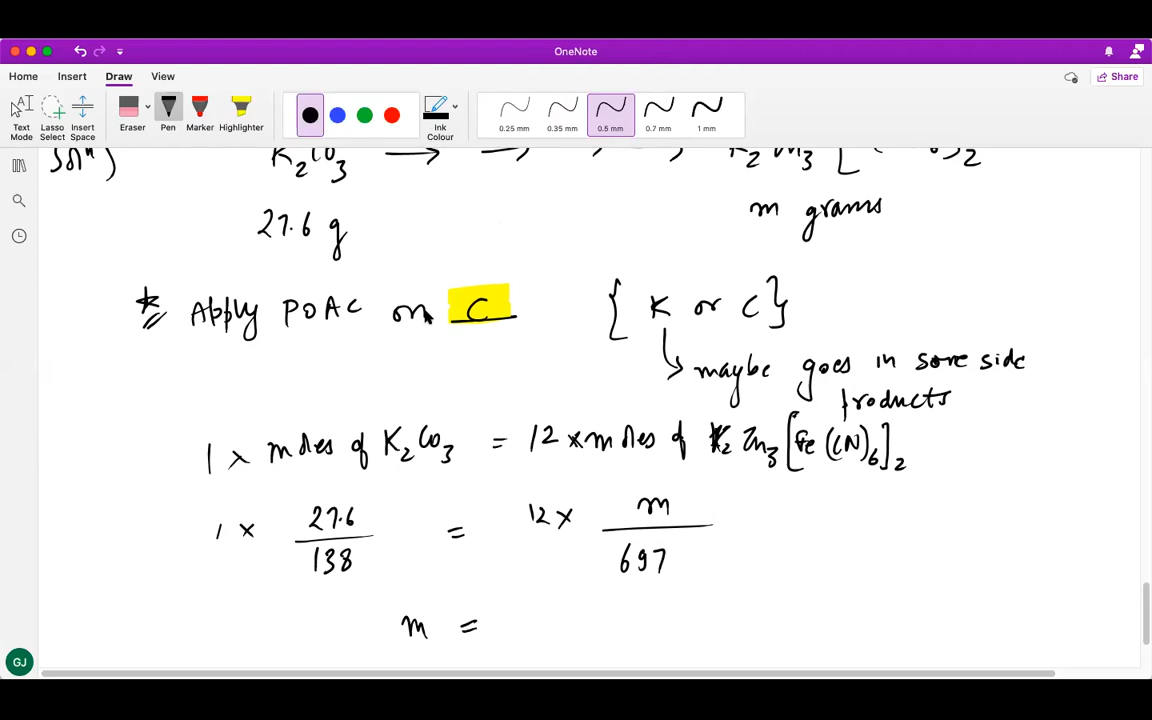 OneNote
Home Insert Draw View
Share
Text Mode
Lasso Select
Insert Space
Eraser
Pen
Marker
Highlighter
Ink Colour
0.25 mm
0.35 mm
0.5 mm
0.7 mm
1 mm
Solⁿ) K₂CO₃ → →
27.6 g m grams
* Apply POAC on C { K or C }
↳ maybe goes in some side
products
1 × moles of K₂CO₃ = 12 × moles of K₂ Zn₃ [Fe (CN)₆]₂
1 × 27.6/138 = 12 × m/697
m =
GJ